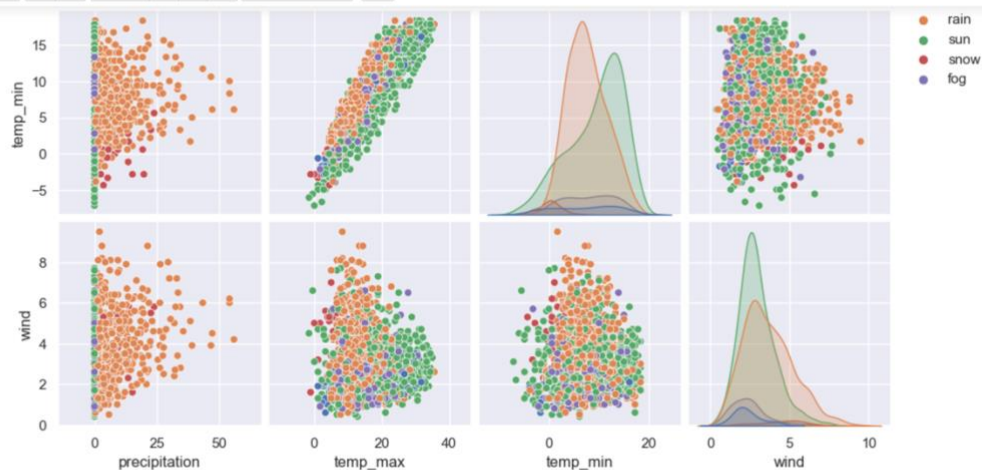 rain
sun
snow
fog
temp_min
15
10
5
0
−5
wind
8
6
4
2
0
0 25 50
0 20 40
0 20
0 5 10
precipitation
temp_max
temp_min
wind